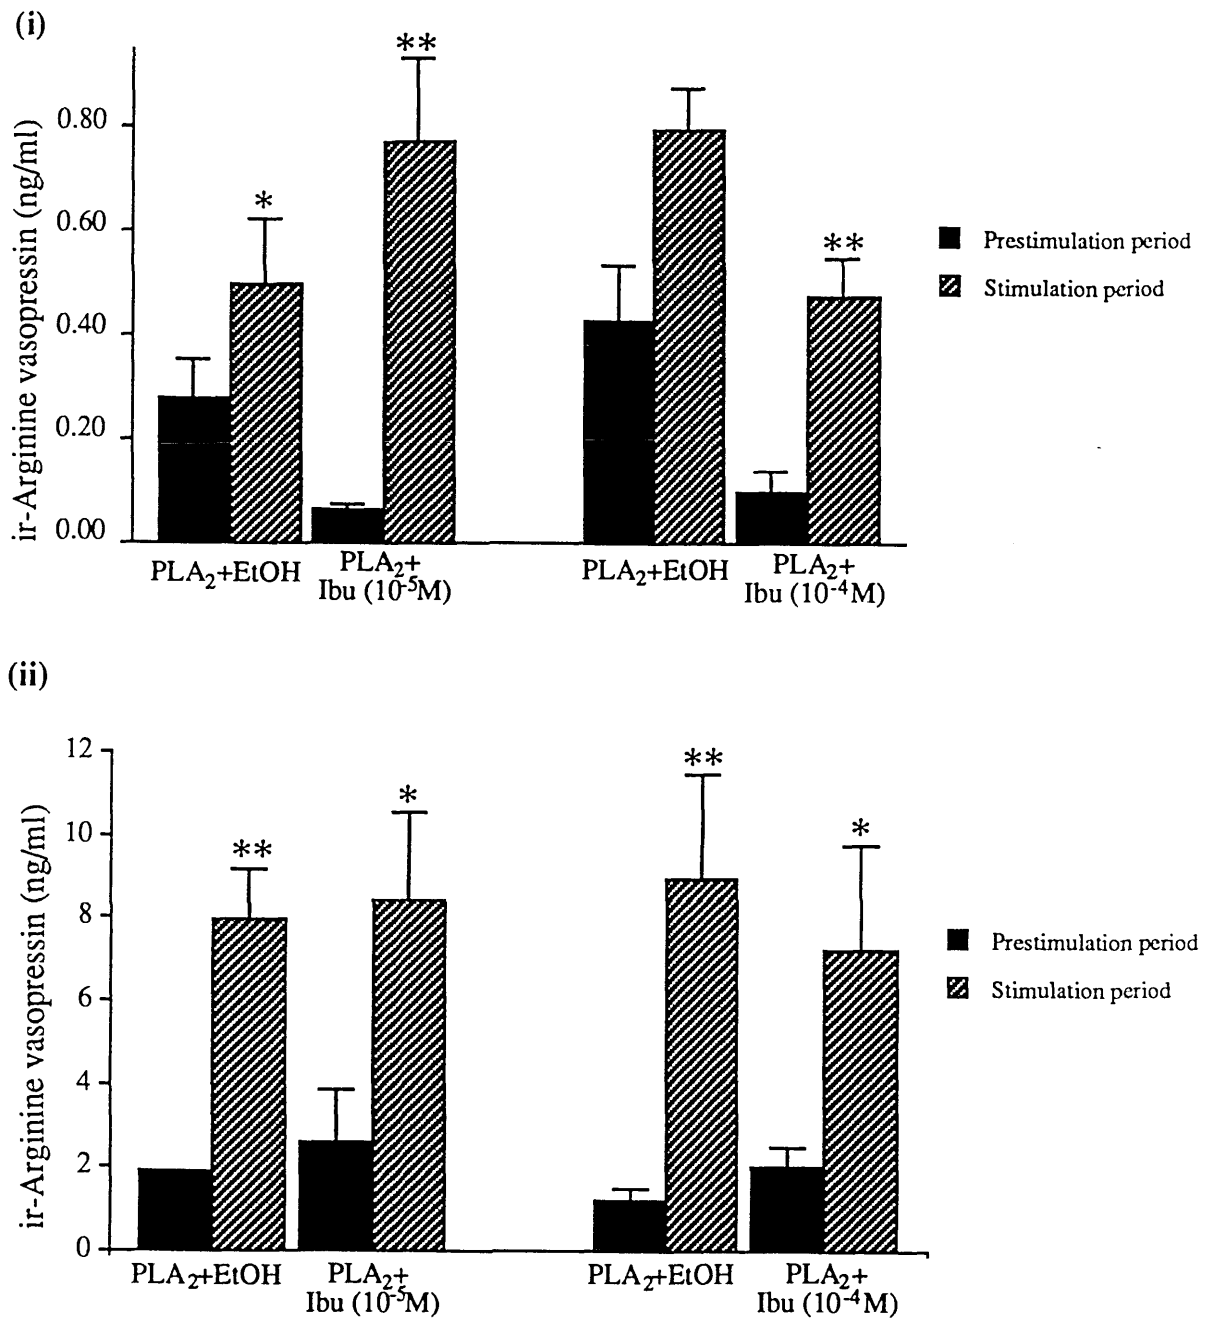 (i)
**
0.80
*
0.60
**
0.40
0.20
0.00
ir-Arginine vasopressin (ng/ml)
Prestimulation period
Stimulation period
PLA₂+EtOH
PLA₂+
Ibu (10⁻⁵M)
PLA₂+EtOH
PLA₂+
Ibu (10⁻⁴M)
(ii)
12
**
*
10
**
*
8
6
4
2
0
ir-Arginine vasopressin (ng/ml)
Prestimulation period
Stimulation period
PLA₂+EtOH
PLA₂+
Ibu (10⁻⁵M)
PLA₂+EtOH
PLA₂+
Ibu (10⁻⁴M)